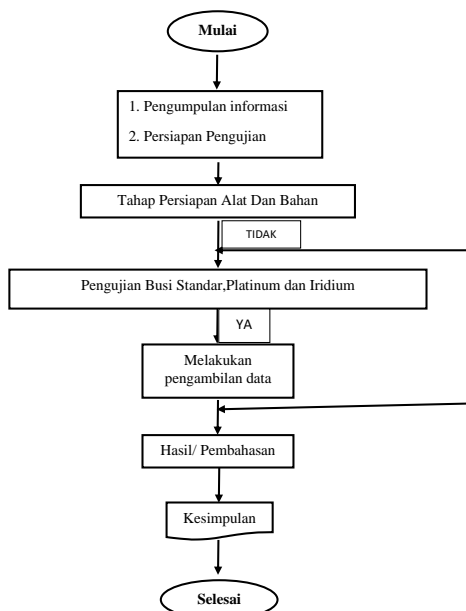 Mulai
1. Pengumpulan informasi
2. Persiapan Pengujian
Tahap Persiapan Alat Dan Bahan
TIDAK
Pengujian Busi Standar,Platinum dan Iridium
YA
Melakukan
pengambilan data
Hasil/ Pembahasan
Kesimpulan
Selesai